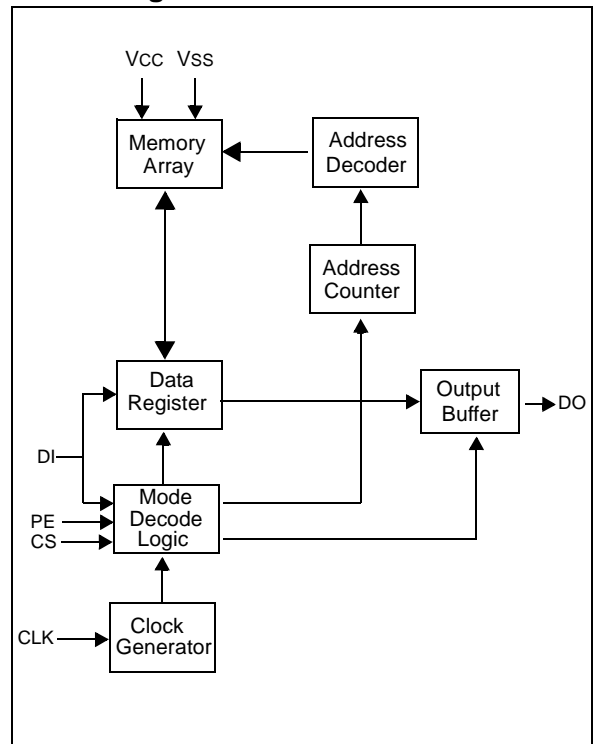 VCC VSS
Memory
Array
Address
Decoder
Address
Counter
Data
Register
Output
Buffer
DO
DI
Mode
Decode
Logic
PE
CS
CLK
Clock
Generator